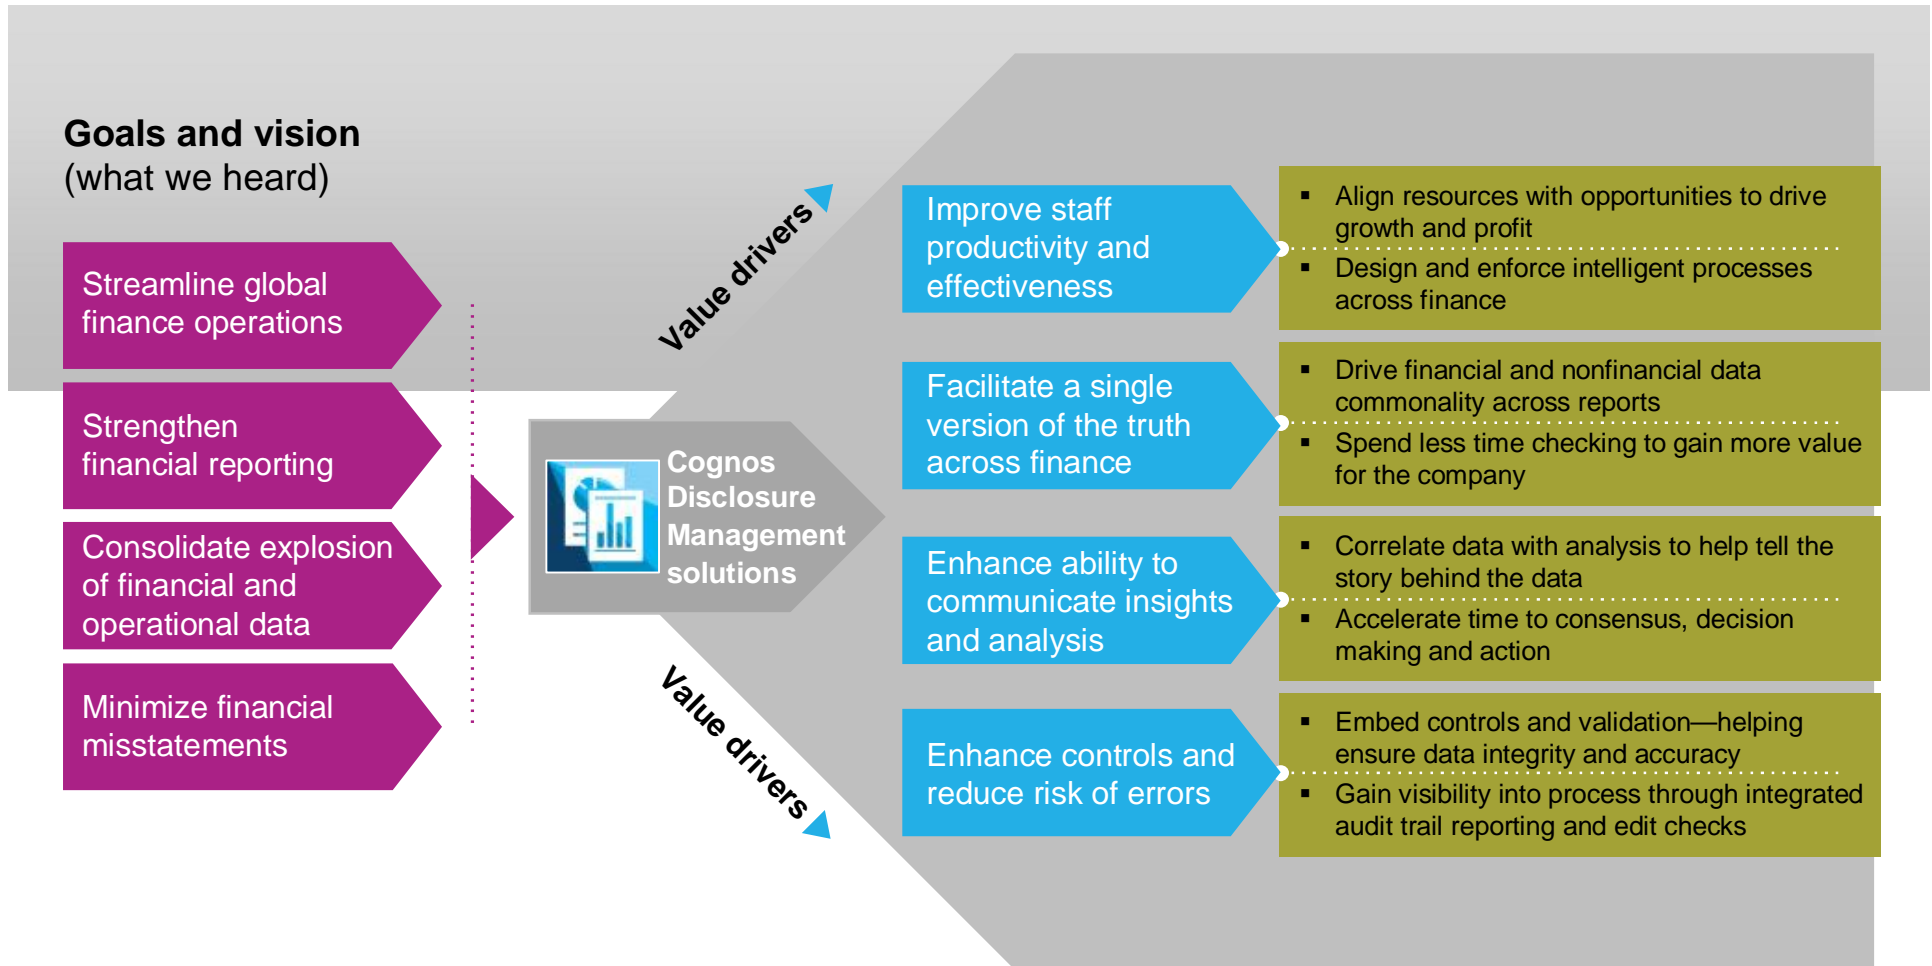 Goals and vision
(what we heard)
Streamline global
finance operations
Strengthen
financial reporting
Consolidate explosion
of financial and
operational data
Minimize financial
misstatements
Cognos
Disclosure
Management
solutions
Value drivers
Value drivers
Improve staff
productivity and
effectiveness
▪ Align resources with opportunities to drive
growth and profit
▪ Design and enforce intelligent processes
across finance
Facilitate a single
version of the truth
across finance
▪ Drive financial and nonfinancial data
commonality across reports
▪ Spend less time checking to gain more value
for the company
Enhance ability to
communicate insights
and analysis
▪ Correlate data with analysis to help tell the
story behind the data
▪ Accelerate time to consensus, decision
making and action
Enhance controls and
reduce risk of errors
▪ Embed controls and validation—helping
ensure data integrity and accuracy
▪ Gain visibility into process through integrated
audit trail reporting and edit checks